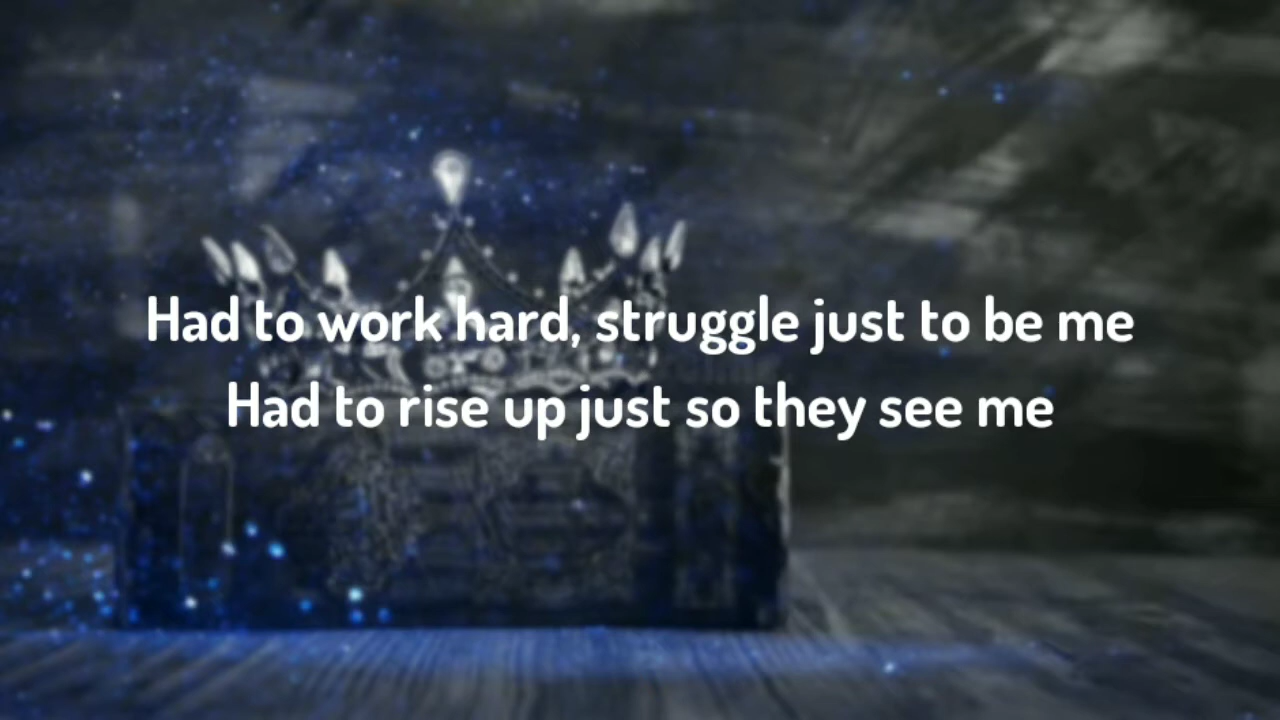 Had to work hard, struggle just to be me
Had to rise up just so they see me